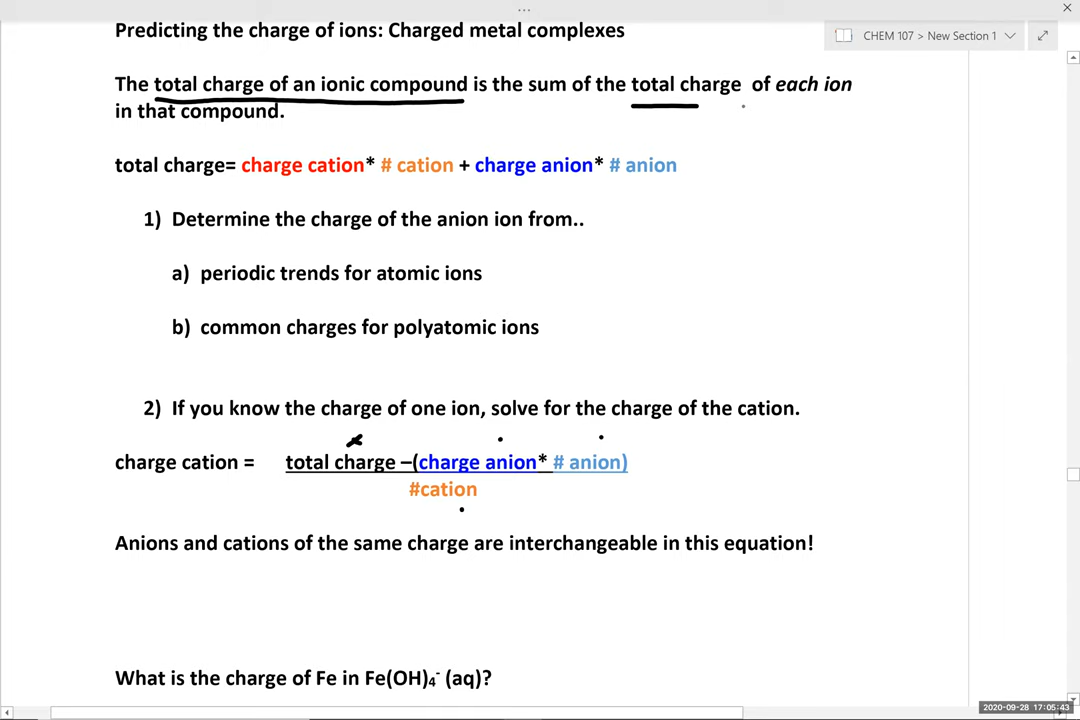 Predicting the charge of ions: Charged metal complexes
CHEM 107 > New Section 1
The total charge of an ionic compound is the sum of the total charge of each ion
in that compound.
total charge= charge cation* # cation + charge anion* # anion
1) Determine the charge of the anion ion from..
a) periodic trends for atomic ions
b) common charges for polyatomic ions
2) If you know the charge of one ion, solve for the charge of the cation.
charge cation = total charge –(charge anion* # anion)
#cation
Anions and cations of the same charge are interchangeable in this equation!
What is the charge of Fe in Fe(OH)₄⁻ (aq)?
2020-09-28 17:05:43